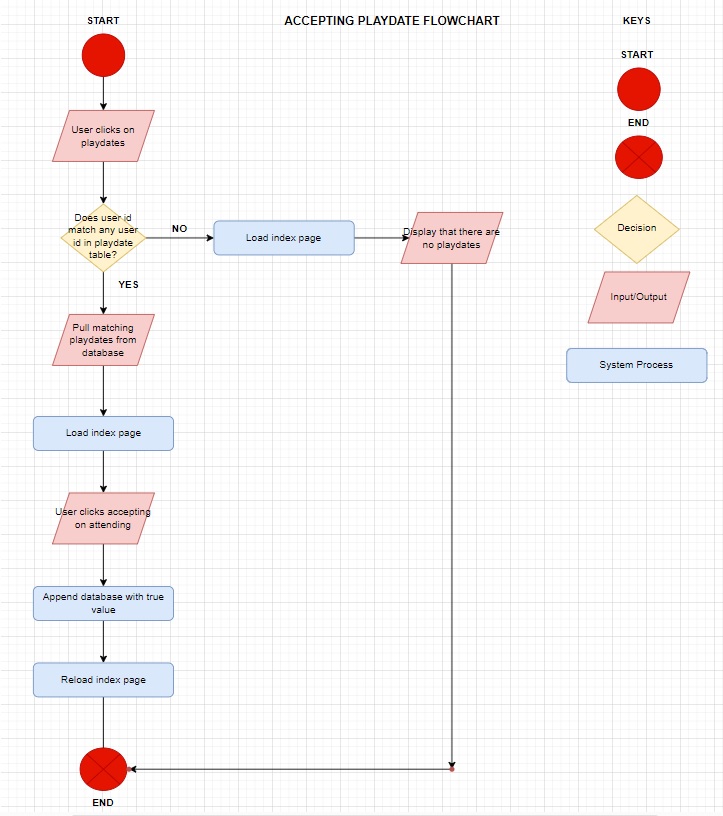 START
ACCEPTING PLAYDATE FLOWCHART
KEYS
START
END
User clicks on
playdates
Does user id
match any user
id in playdate
table?
NO
Load index page
Display that there are
no playdates
Decision
YES
Input/Output
Pull matching
playdates from
database
System Process
Load index page
User clicks accepting
on attending
Append database with true
value
Reload index page
END